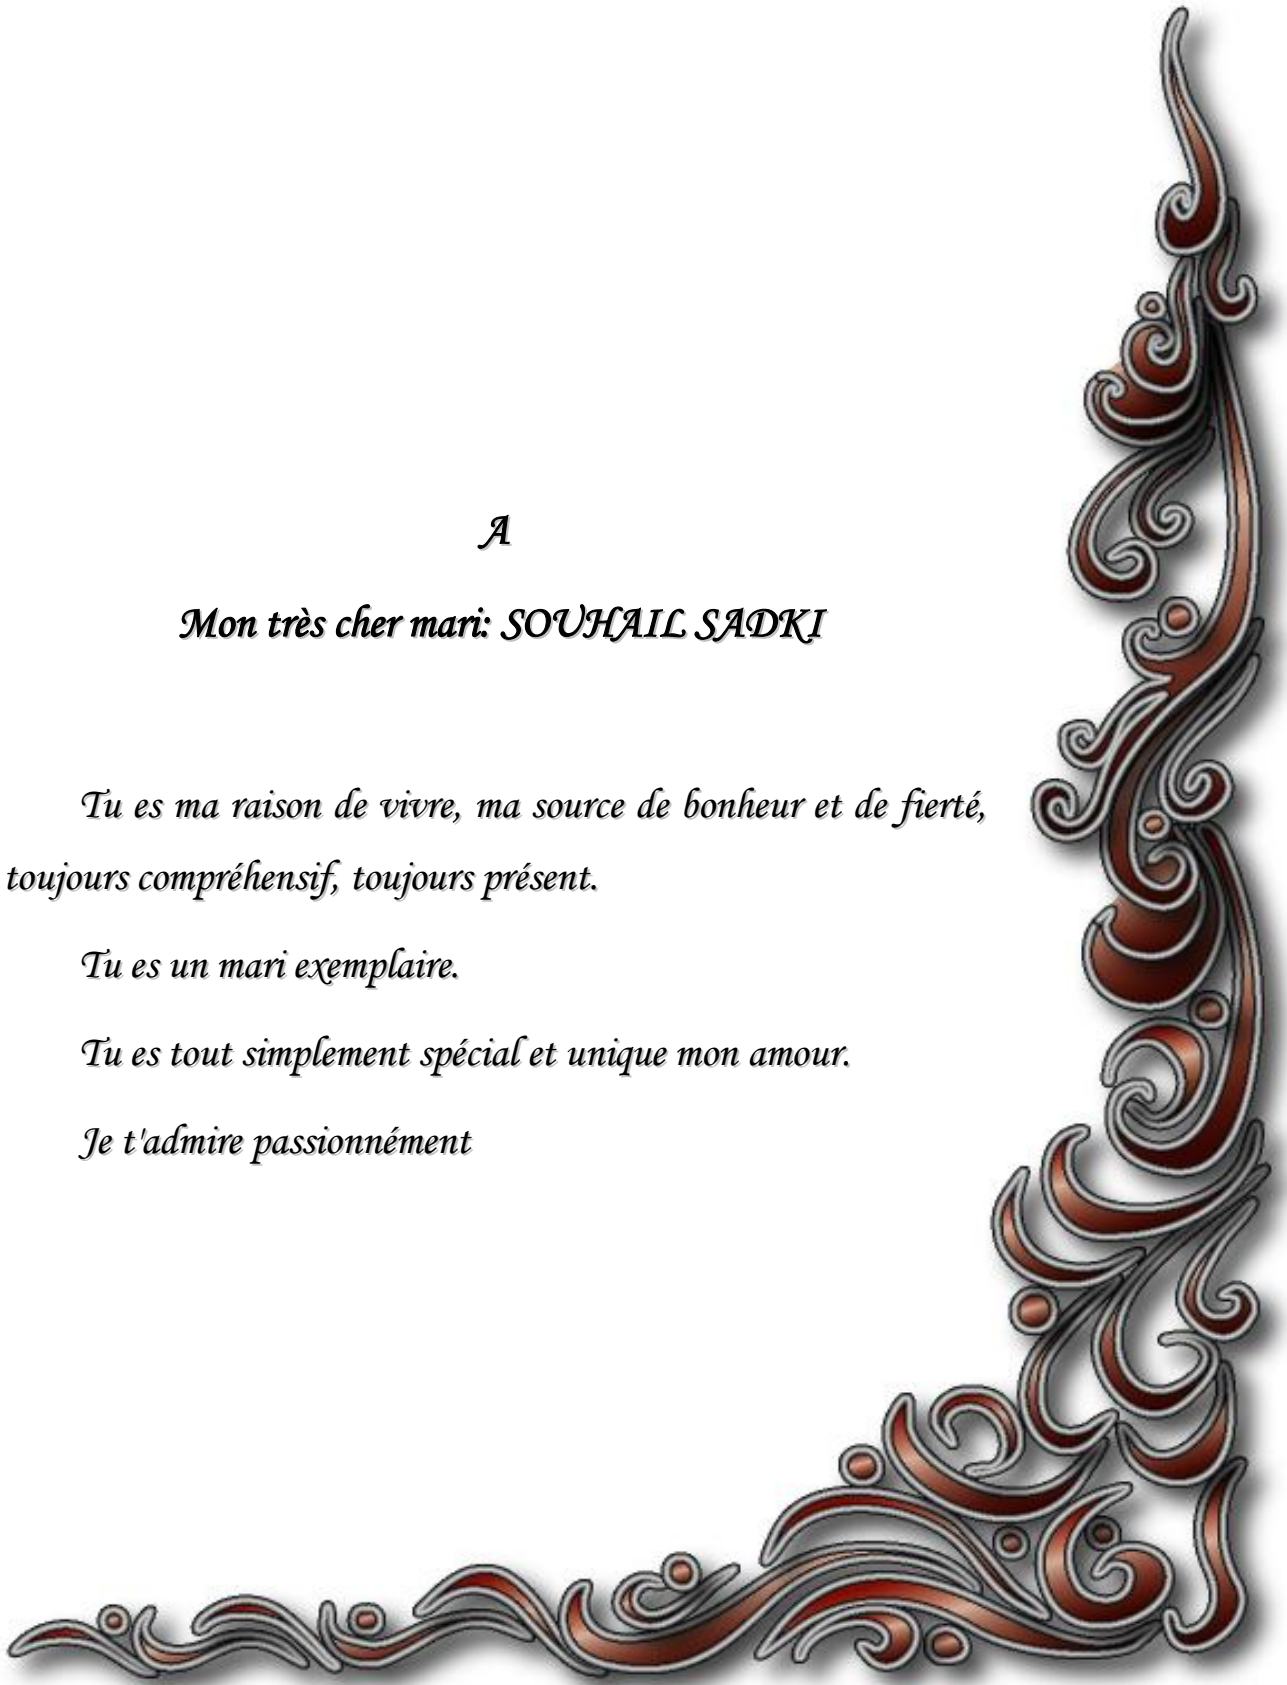 A
Mon très cher mari: SOUHAIL SADKI
Tu es ma raison de vivre, ma source de bonheur et de fierté,
toujours compréhensif, toujours présent.
Tu es un mari exemplaire.
Tu es tout simplement spécial et unique mon amour.
Je t'admire passionnément